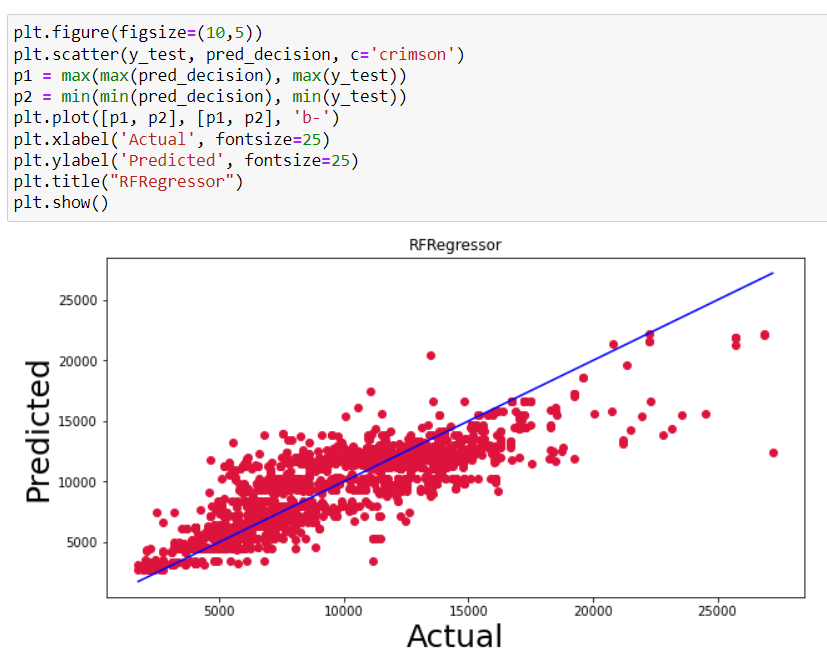 plt.figure(figsize=(10,5))
plt.scatter(y_test, pred_decision, c='crimson')
p1 = max(max(pred_decision), max(y_test))
p2 = min(min(pred_decision), min(y_test))
plt.plot([p1, p2], [p1, p2], 'b-')
plt.xlabel('Actual', fontsize=25)
plt.ylabel('Predicted', fontsize=25)
plt.title("RFRegressor")
plt.show()
RFRegressor
Predicted
25000
20000
15000
10000
5000
5000 10000 15000 20000 25000
Actual